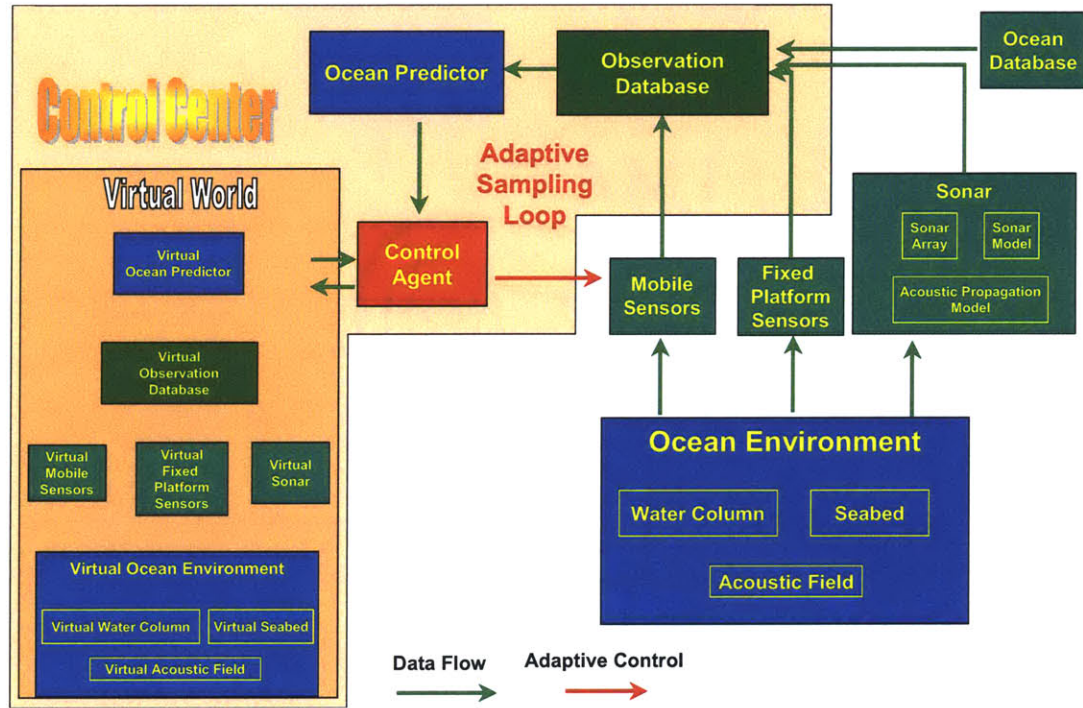 Ocean Predictor
Observation
Database
Ocean
Database
Control Center
Adaptive
Sampling
Loop
Virtual World
Virtual
Ocean Predictor
Control
Agent
Mobile
Sensors
Fixed
Platform
Sensors
Sonar
Sonar
Array
Sonar
Model
Acoustic Propagation
Model
Virtual
Observation
Database
Virtual
Mobile
Sensors
Virtual
Fixed
Platform
Sensors
Virtual
Sonar
Ocean Environment
Water Column
Seabed
Acoustic Field
Virtual Ocean Environment
Virtual Water Column
Virtual Seabed
Virtual Acoustic Field
Data Flow
Adaptive Control